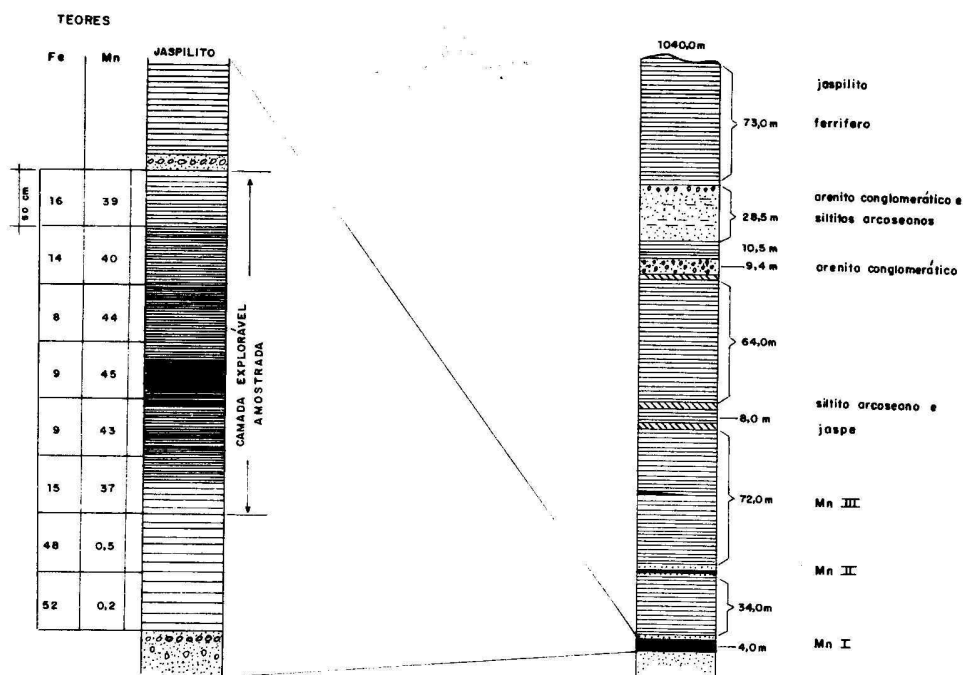 TEORES
Fe Mn JASPILITO
50 cm
16 39
14 40
8 44
9 45
9 43
15 37
48 0,5
52 0,2
CAMADA EXPLORÁVEL
AMOSTRADA
1040,0m
73,0 m
jaspilito
ferrífero
28,5 m
arenito conglomerático e
siltitos arcoseanos
10,5 m
9,4 m
arenito conglomerático
64,0m
8,0 m
siltito arcoseano e
jaspe
72,0m
Mn III
Mn II
34,0m
4,0m
Mn I